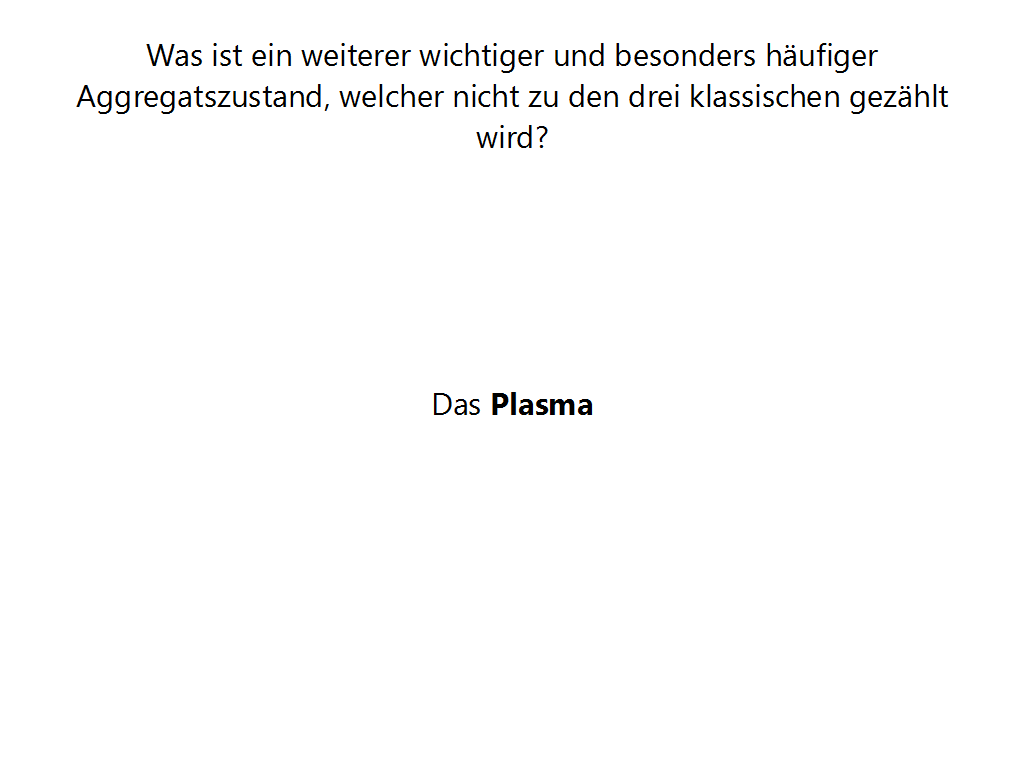 Was ist ein weiterer wichtiger und besonders häufiger
Aggregatszustand, welcher nicht zu den drei klassischen gezählt
wird?
Das Plasma